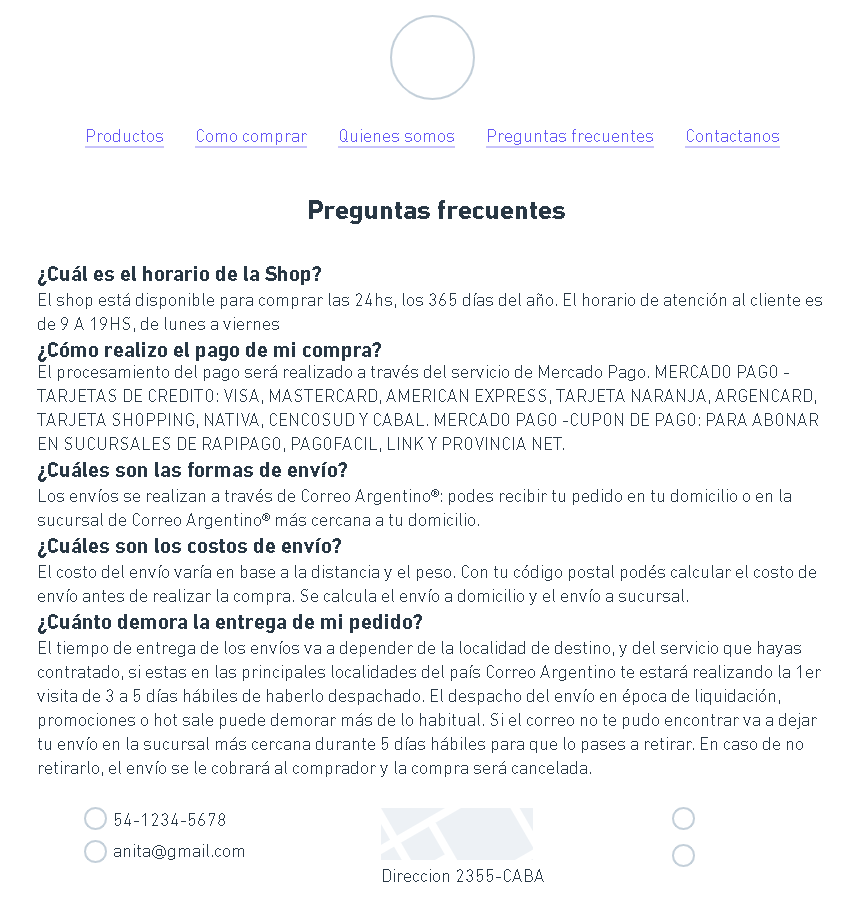 Productos Como comprar Quienes somos Preguntas frecuentes Contactanos
Preguntas frecuentes
¿Cuál es el horario de la Shop?
El shop está disponible para comprar las 24hs, los 365 días del año. El horario de atención al cliente es
de 9 A 19HS, de lunes a viernes
¿Cómo realizo el pago de mi compra?
El procesamiento del pago será realizado a través del servicio de Mercado Pago. MERCADO PAGO -
TARJETAS DE CREDITO: VISA, MASTERCARD, AMERICAN EXPRESS, TARJETA NARANJA, ARGENCARD,
TARJETA SHOPPING, NATIVA, CENCOSUD Y CABAL. MERCADO PAGO -CUPON DE PAGO: PARA ABONAR
EN SUCURSALES DE RAPIPAGO, PAGOFACIL, LINK Y PROVINCIA NET.
¿Cuáles son las formas de envío?
Los envíos se realizan a través de Correo Argentino®: podes recibir tu pedido en tu domicilio o en la
sucursal de Correo Argentino® más cercana a tu domicilio.
¿Cuáles son los costos de envío?
El costo del envío varía en base a la distancia y el peso. Con tu código postal podés calcular el costo de
envío antes de realizar la compra. Se calcula el envío a domicilio y el envío a sucursal.
¿Cuánto demora la entrega de mi pedido?
El tiempo de entrega de los envíos va a depender de la localidad de destino, y del servicio que hayas
contratado, si estas en las principales localidades del país Correo Argentino te estará realizando la 1er
visita de 3 a 5 días hábiles de haberlo despachado. El despacho del envío en época de liquidación,
promociones o hot sale puede demorar más de lo habitual. Si el correo no te pudo encontrar va a dejar
tu envío en la sucursal más cercana durante 5 días hábiles para que lo pases a retirar. En caso de no
retirarlo, el envío se le cobrará al comprador y la compra será cancelada.
54-1234-5678
anita@gmail.com
Direccion 2355-CABA